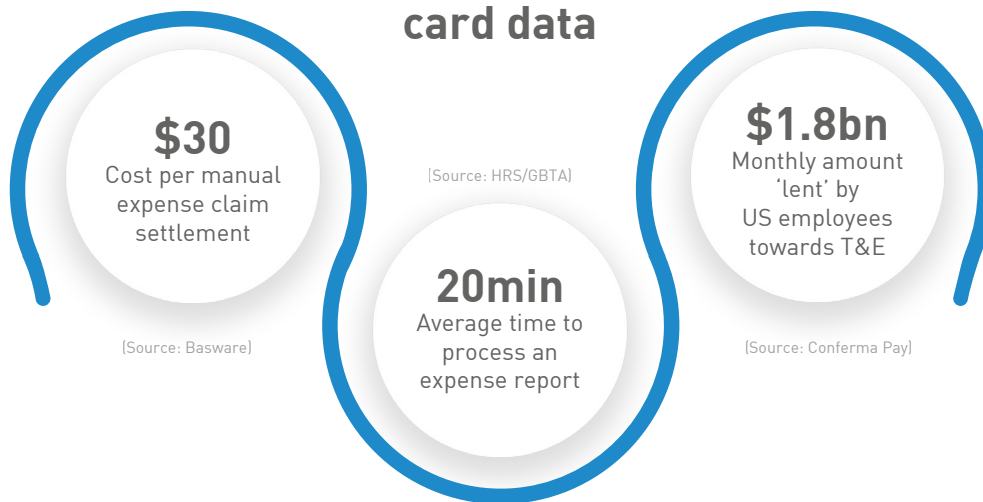 card data
$30
Cost per manual
expense claim
settlement
(Source: Basware)
(Source: HRS/GBTA)
20min
Average time to
process an
expense report
$1.8bn
Monthly amount
‘lent’ by
US employees
towards T&E
(Source: Conferma Pay)